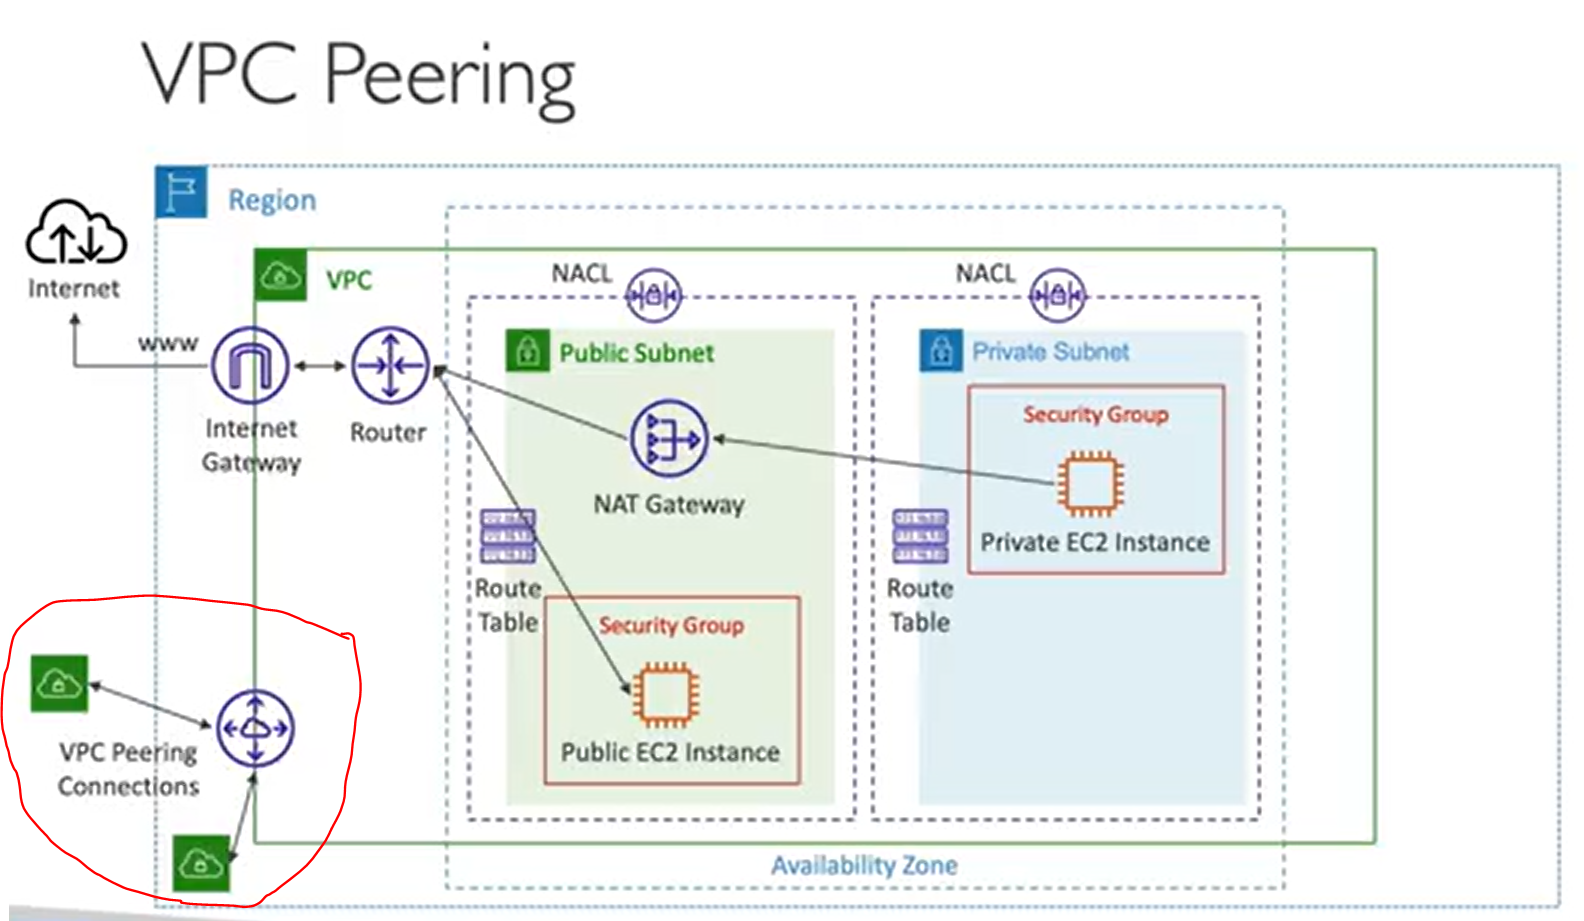 VPC Peering
Region
Internet
www
VPC
Internet
Gateway
Router
NACL
NACL
Public Subnet
NAT Gateway
Route
Table
Security Group
Public EC2 Instance
Private Subnet
Security Group
Private EC2 Instance
Route
Table
VPC Peering
Connections
Availability Zone